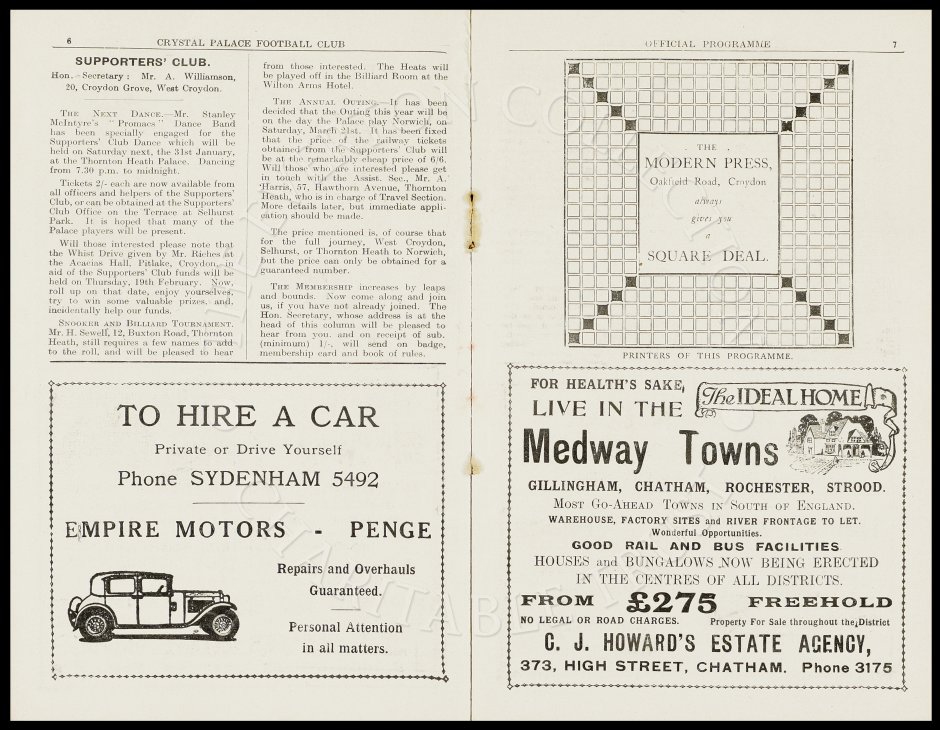 6
CRYSTAL PALACE FOOTBALL CLUB
SUPPORTERS' CLUB.
Hon.-Secretary: Mr. A. Williamson,
20, Croydon Grove, West Croydon.
THE NEXT DANCE.—Mr. Stanley
McIntyre's "Promacs" Dance Band
has been specially engaged for the
Supporters' Club Dance which will be
held on Saturday next, the 31st January,
at the Thornton Heath Palace. Dancing
from 7.30 p.m. to midnight.
Tickets 2/- each are now available from
all officers and helpers of the Supporters'
Club, or can be obtained at the Supporters'
Club Office on the Terrace at Selhurst
Park. It is hoped that many of the
Palace players will be present.
Will those interested please note that
the Whist Drive given by Mr. Riches at
the Acacias Hall, Pitlake, Croydon, in
aid of the Supporters' Club funds will be
held on Thursday, 19th February. Now,
roll up on that date, enjoy yourselves,
try to win some valuable prizes, and,
incidentally help our funds.
SNOOKER AND BILLIARD TOURNAMENT.
Mr. H. Sewell, 12, Buxton Road, Thornton
Heath, still requires a few names to add
to the roll, and will be pleased to hear
from those interested. The Heats will
be played off in the Billiard Room at the
Wilton Arms Hotel.
THE ANNUAL OUTING.—It has been
decided that the Outing this year will be
on the day the Palace play Norwich, on
Saturday, March 21st. It has been fixed
that the price of the railway tickets
obtained from the Supporters' Club will
be at the remarkably cheap price of 6/6.
Will those who are interested please get
in touch with the Assist. Sec., Mr. A.
Harris, 57, Hawthorn Avenue, Thornton
Heath, who is in charge of Travel Section.
More details later, but immediate appli-
cation should be made.
The price mentioned is, of course that
for the full journey, West Croydon,
Selhurst, or Thornton Heath to Norwich,
but the price can only be obtained for a
guaranteed number.
THE MEMBERSHIP increases by leaps
and bounds. Now come along and join
us, if you have not already joined. The
Hon. Secretary, whose address is at the
head of this column will be pleased to
hear from you, and on receipt of sub.
(minimum) 1/-, will send on badge,
membership card and book of rules.
TO HIRE A CAR
Private or Drive Yourself
Phone SYDENHAM 5492
EMPIRE MOTORS - PENGE
Repairs and Overhauls
Guaranteed.
Personal Attention
in all matters.
OFFICIAL PROGRAMME
7
THE
MODERN PRESS,
Oakfield Road, Croydon
always
gives you
a
SQUARE DEAL.
PRINTERS OF THIS PROGRAMME.
FOR HEALTH'S SAKE,
LIVE IN THE
The IDEAL HOME
Medway Towns
GILLINGHAM, CHATHAM, ROCHESTER, STROOD.
MOST GO-AHEAD TOWNS IN SOUTH OF ENGLAND.
WAREHOUSE, FACTORY SITES and RIVER FRONTAGE TO LET.
Wonderful Opportunities.
GOOD RAIL AND BUS FACILITIES
HOUSES and BUNGALOWS NOW BEING ERECTED
IN THE CENTRES OF ALL DISTRICTS.
FROM £275 FREEHOLD
NO LEGAL OR ROAD CHARGES. Property For Sale throughout the District
C. J. HOWARD'S ESTATE AGENCY,
373, HIGH STREET, CHATHAM. Phone 3175